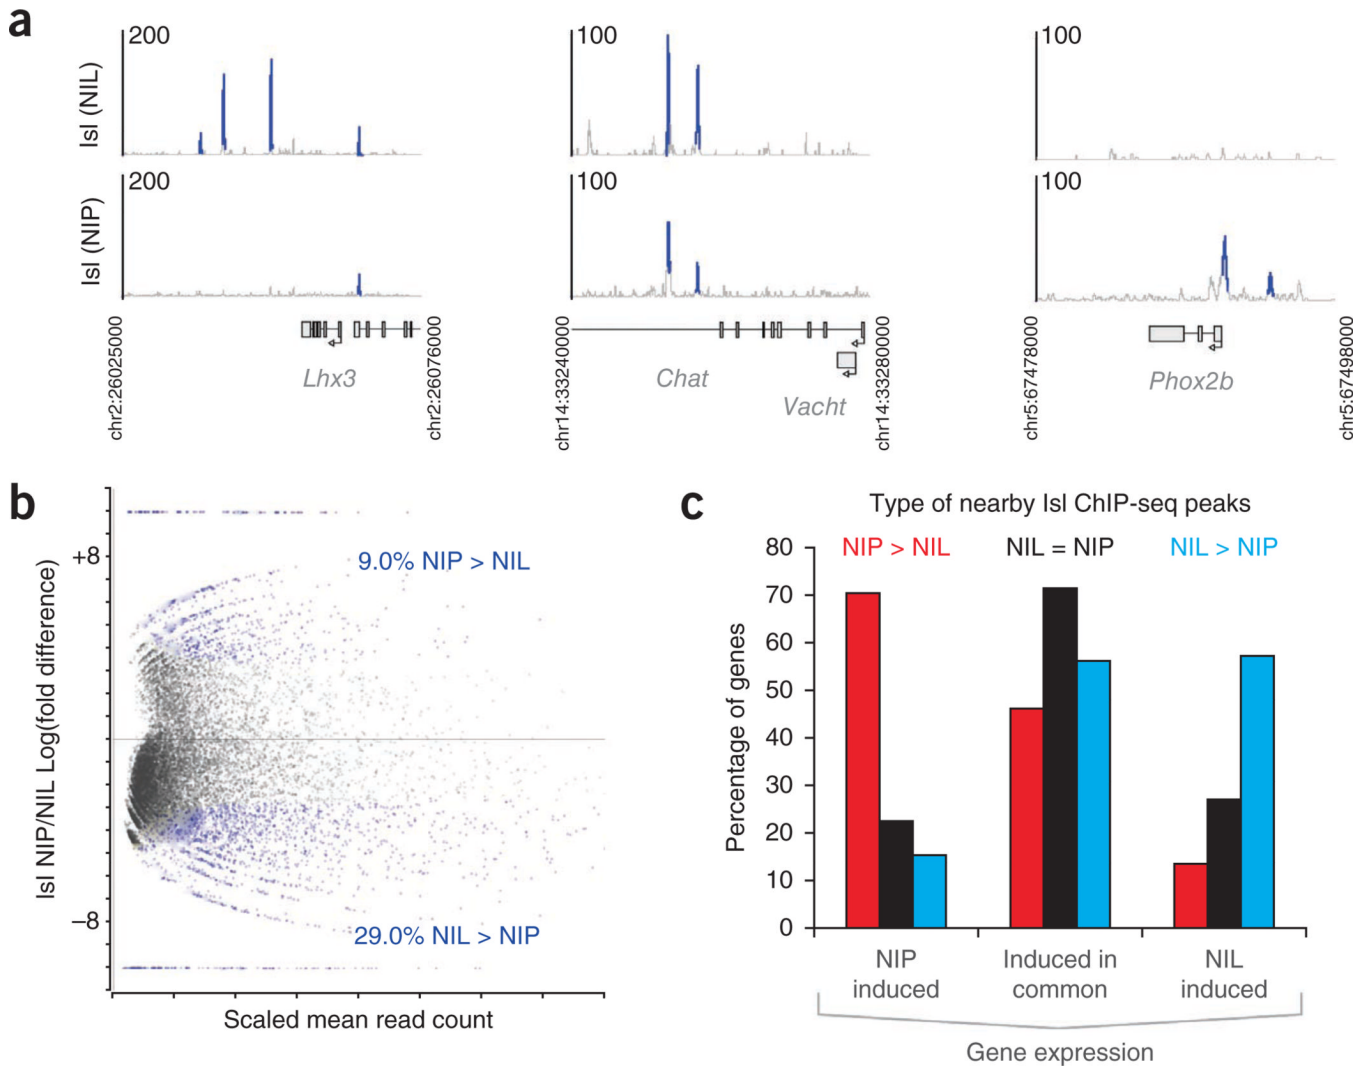 a
200
100
100
Isl (NIL)
200
100
100
Isl (NIP)
chr2:26025000
chr2:26076000
chr14:33240000
chr14:33280000
chr5:67478000
chr5:67498000
Lhx3
Chat
Vacht
Phox2b
b
Isl NIP/NIL Log(fold difference)
+8
9.0% NIP > NIL
–8
29.0% NIL > NIP
Scaled mean read count
c
Type of nearby Isl ChIP-seq peaks
NIP > NIL
NIL = NIP
NIL > NIP
Percentage of genes
80
70
60
50
40
30
20
10
0
NIP
induced
Induced in
common
NIL
induced
Gene expression